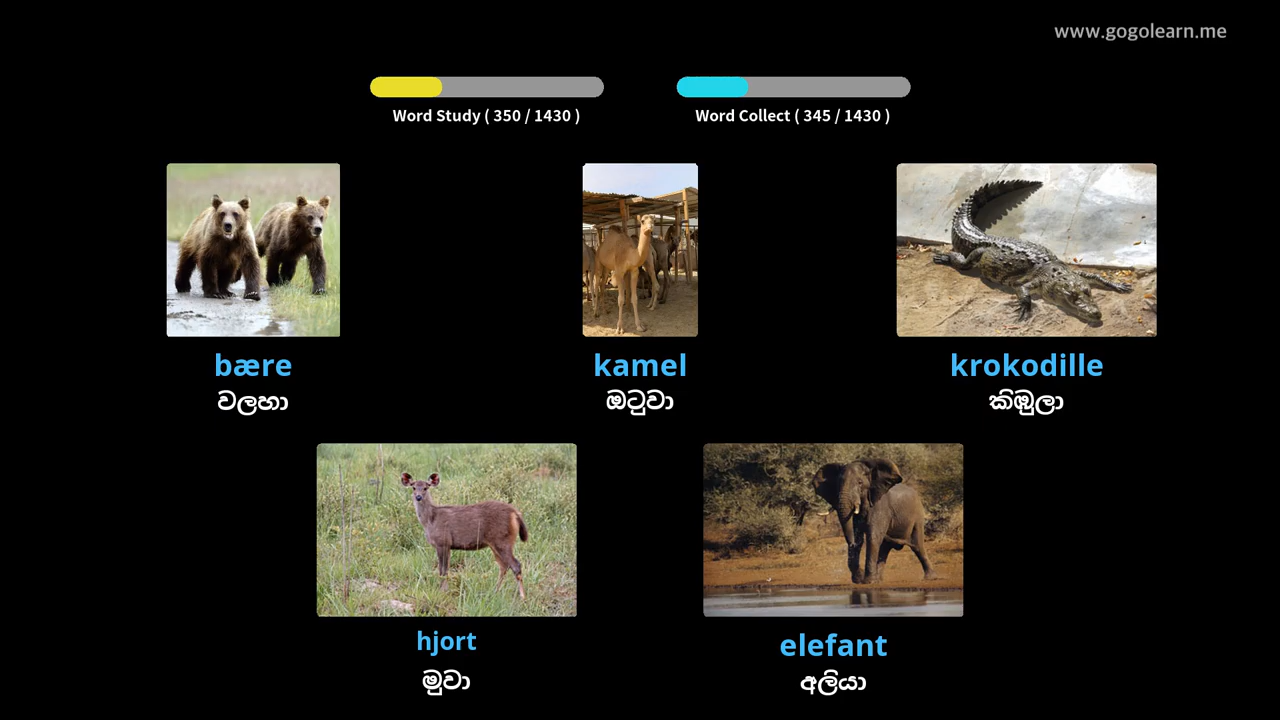 www.gogolearn.me
Word Study ( 350 / 1430 )
Word Collect ( 345 / 1430 )
bære
වලහා
kamel
ඔටුවා
krokodille
කිඹුලා
hjort
මුවා
elefant
අලියා